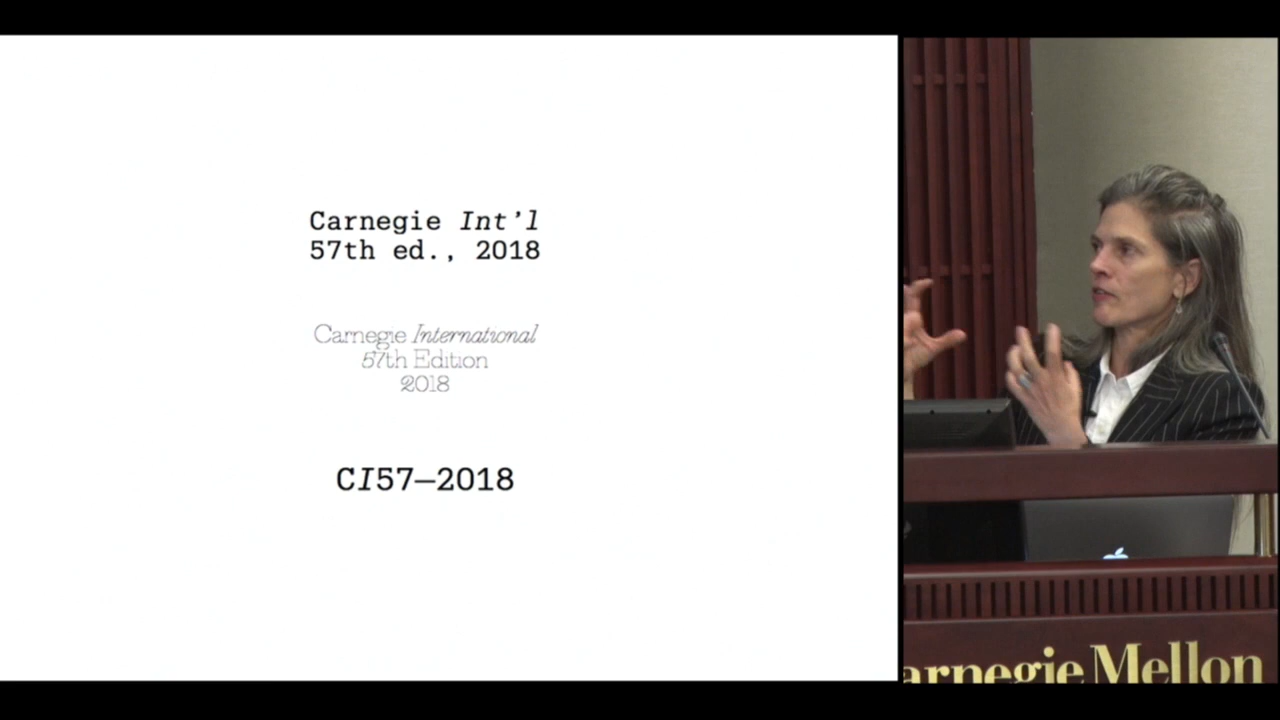 Carnegie Int'l
57th ed., 2018
Carnegie International
57th Edition
2018
CI57—2018
arnegie Mellon